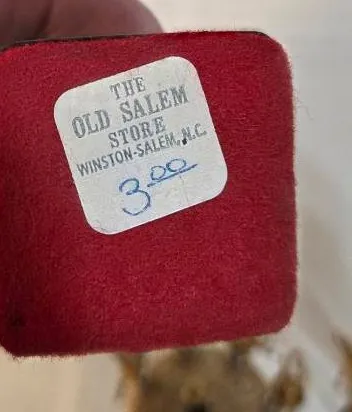 THE
OLD SALEM
STORE
WINSTON-SALEM, N.C.
3.00